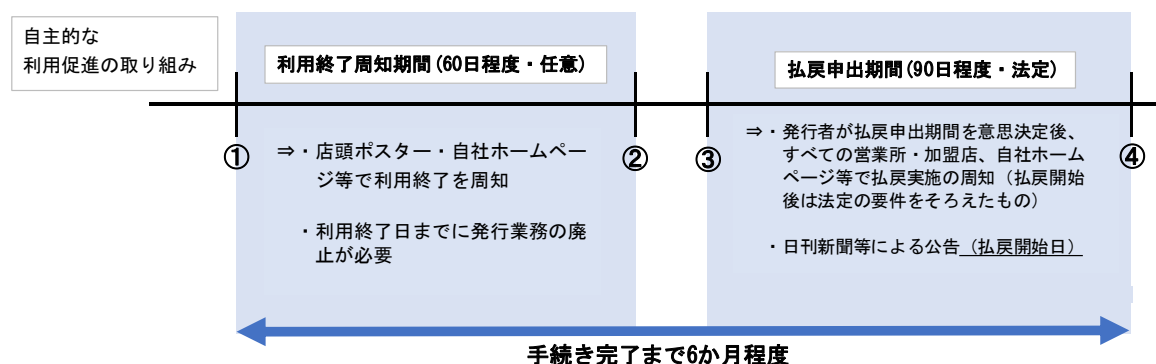 自主的な
利用促進の取り組み
利用終了周知期間(60日程度・任意)
払戻申出期間(90日程度・法定)
①
②
③
④
⇒・店頭ポスター・自社ホームペー
ジ等で利用終了を周知
・利用終了日までに発行業務の廃
止が必要
⇒・発行者が払戻申出期間を意思決定後、
すべての営業所・加盟店、自社ホーム
ページ等で払戻実施の周知（払戻開始
後は法定の要件をそろえたもの）
・日刊新聞等による公告（払戻開始日）
手続き完了まで6か月程度